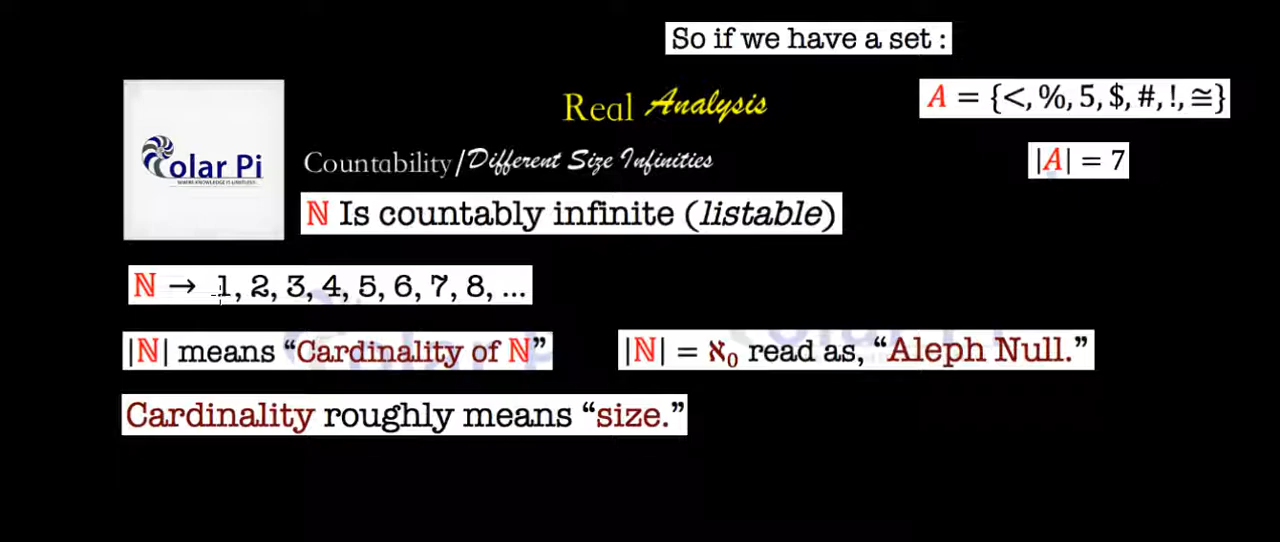 So if we have a set :
Real Analysis
A = {<, %, 5, $, #, !, ≅}
olar Pi
Countability/Different Size Infinities
|A| = 7
ℕ Is countably infinite (listable)
ℕ → 1, 2, 3, 4, 5, 6, 7, 8, ...
|ℕ| means “Cardinality of ℕ”
|ℕ| = ℵ₀ read as, “Aleph Null.”
Cardinality roughly means “size.”